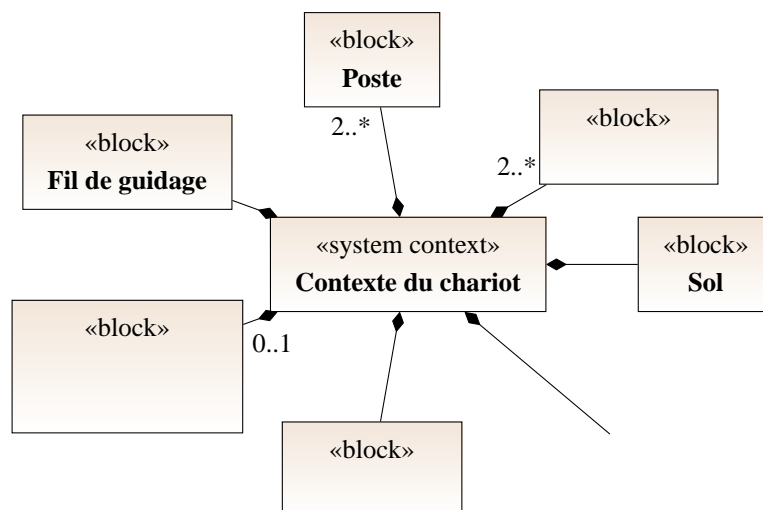 «block»
Poste
2..*
«block»
2..*
«block»
Fil de guidage
«system context»
Contexte du chariot
«block»
Sol
«block»
0..1
«block»